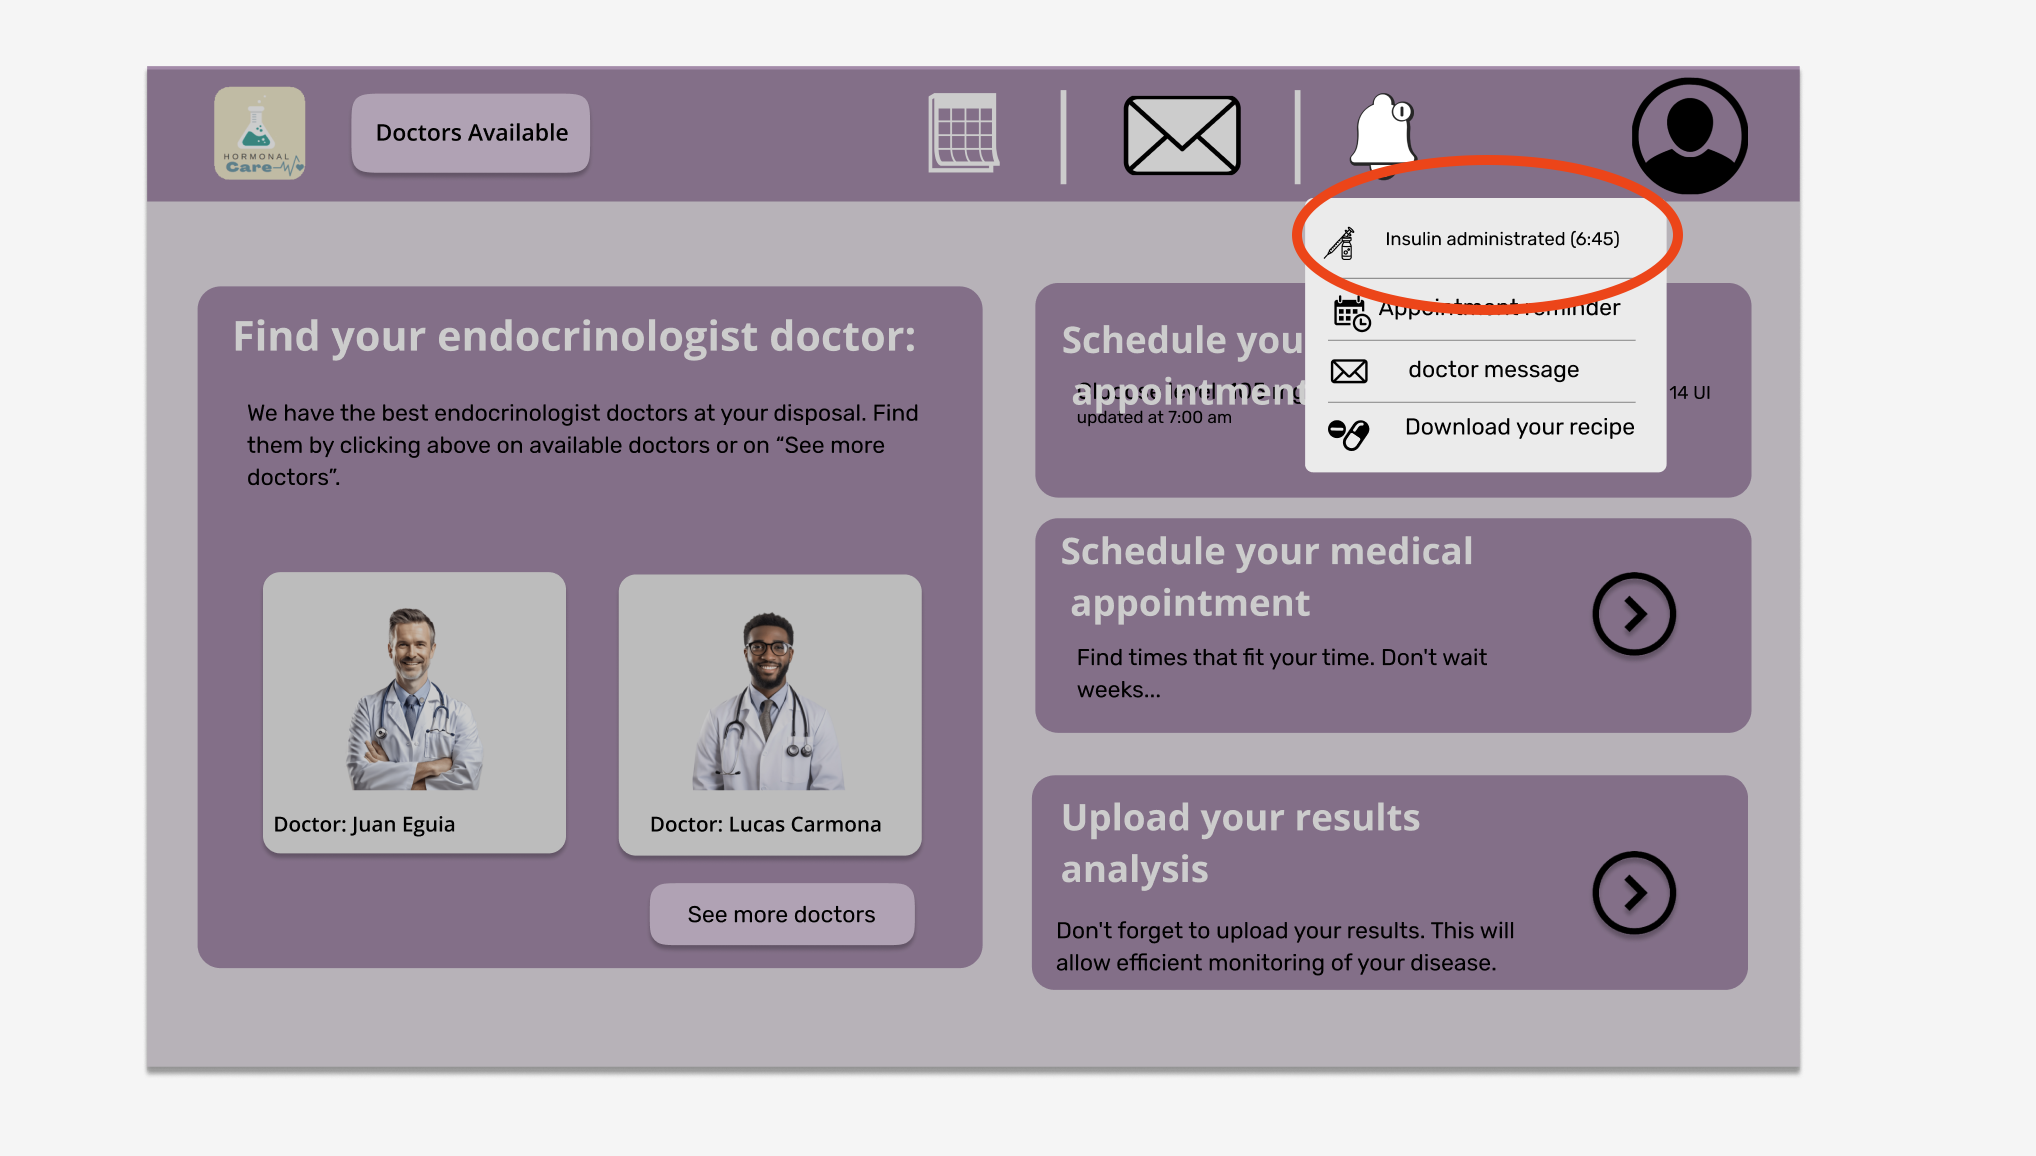 HORMONAL
Care
Doctors Available
Insulin administrated (6:45)
Appointment reminder
doctor message
Download your recipe
Find your endocrinologist doctor:
We have the best endocrinologist doctors at your disposal. Find
them by clicking above on available doctors or on “See more
doctors”.
Doctor: Juan Eguia
Doctor: Lucas Carmona
See more doctors
Schedule you
appointment
14 UI
updated at 7:00 am
Schedule your medical
appointment
Find times that fit your time. Don't wait
weeks...
Upload your results
analysis
Don't forget to upload your results. This will
allow efficient monitoring of your disease.